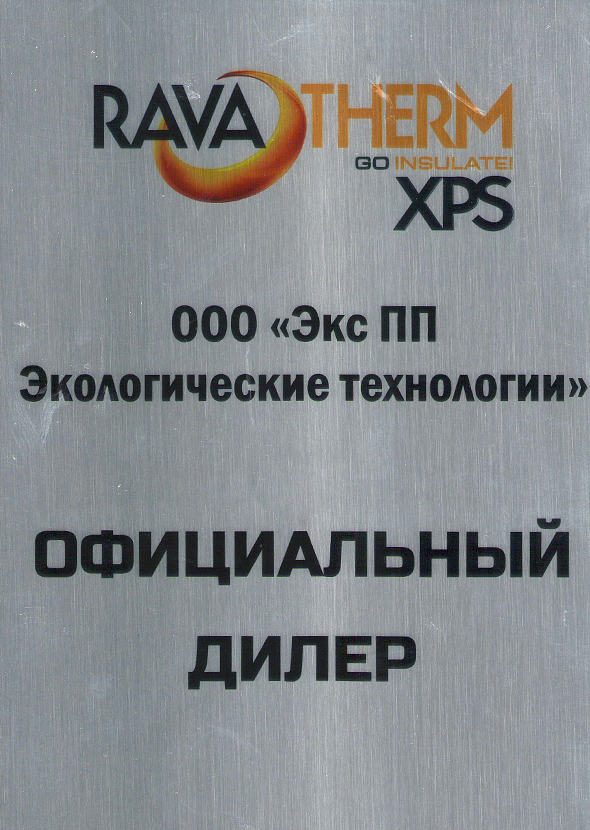 RAVATHERM
GO INSULATE!
XPS
ООО «Экс ПП
Экологические технологии»
ОФИЦИАЛЬНЫЙ
ДИЛЕР